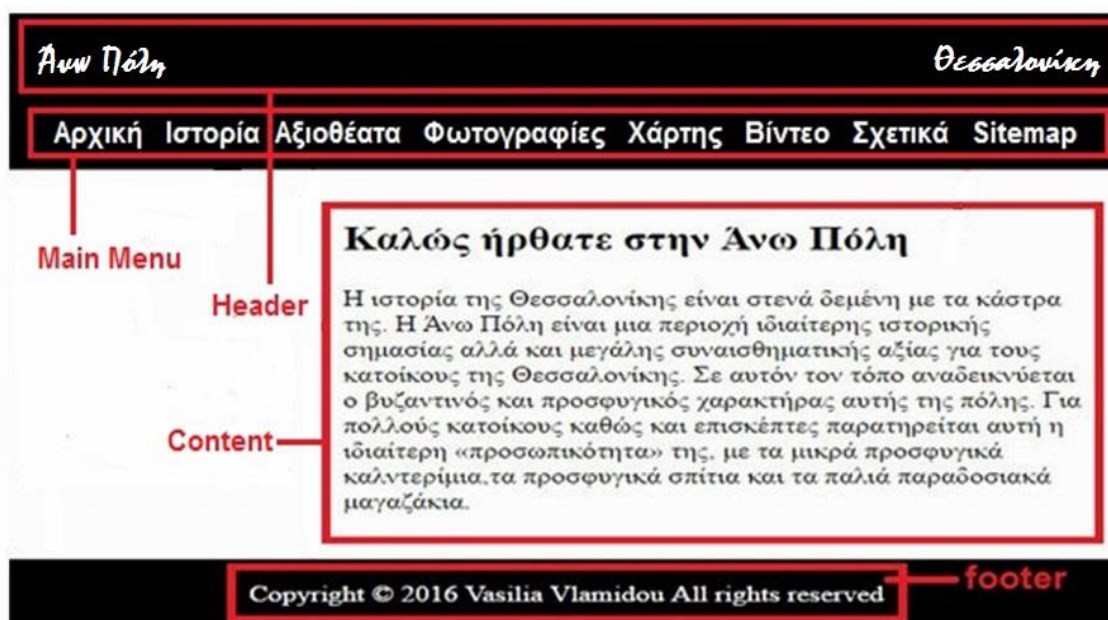 Άνω Πόλη Θεσσαλονίκη
Αρχική Ιστορία Αξιοθέατα Φωτογραφίες Χάρτης Βίντεο Σχετικά Sitemap
Main Menu
Header
Content
Καλώς ήρθατε στην Άνω Πόλη
Η ιστορία της Θεσσαλονίκης είναι στενά δεμένη με τα κάστρα
της. Η Άνω Πόλη είναι μια περιοχή ιδιαίτερης ιστορικής
σημασίας αλλά και μεγάλης συναισθηματικής αξίας για τους
κατοίκους της Θεσσαλονίκης. Σε αυτόν τον τόπο αναδεικνύεται
ο βυζαντινός και προσφυγικός χαρακτήρας αυτής της πόλης. Για
πολλούς κατοίκους καθώς και επισκέπτες παρατηρείται αυτή η
ιδιαίτερη «προσωπικότητα» της, με τα μικρά προσφυγικά
καλντερίμια,τα προσφυγικά σπίτια και τα παλιά παραδοσιακά
μαγαζάκια.
Copyright © 2016 Vasilia Vlamidou All rights reserved
footer